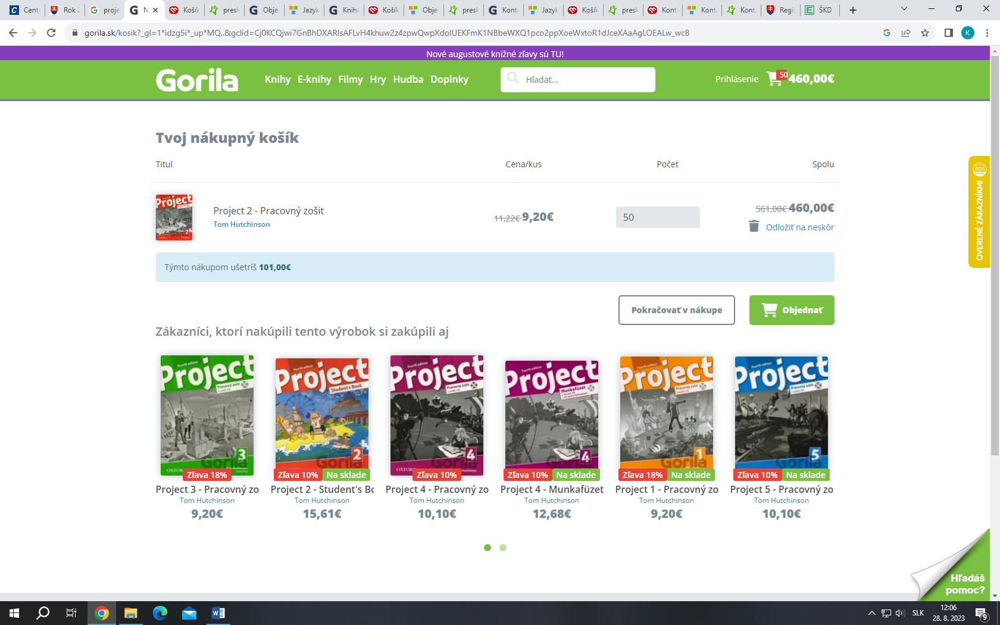 Cent
Rok 2
proje
N
Košík
presk
Obje
Jazyk
Kniha
Košík
Obje
presk
Konta
Jazyk
Košík
presk
Konta
Konta
Konta
Regis
ŠKD
gorila.sk/kosik?_gl=1*idzg5i*_up*MQ..&gclid=Cj0KCQjwi7GnBhDXARIsAFLvH4khuw2z4zpwQwpXdoIUEKFmK1NBbeWXQ1pco2ppXoeWxtoR1dJceXAaAgLOEALw_wcB
K
Nové augustové knižné zľavy sú TU!
Gorila
Knihy E-knihy Filmy Hry Hudba Doplnky
Hľadať...
Prihlásenie 50 460,00€
Tvoj nákupný košík
Titul Cena/kus Počet Spolu
Project 2 - Pracovný zošit
Tom Hutchinson
11,22€ 9,20€
50
561,00€ 460,00€
Odložiť na neskôr
Týmto nákupom ušetríš 101,00€
Pokračovať v nákupe
Objednať
OVERENÉ ZÁKAZNÍKMI
Zákazníci, ktorí nakúpili tento výrobok si zakúpili aj
Zľava 18%
Project 3 - Pracovný zo
Tom Hutchinson
9,20€
Zľava 10% Na sklade
Project 2 - Student's Bo
Tom Hutchinson
15,61€
Zľava 10%
Project 4 - Pracovný zo
Tom Hutchinson
10,10€
Zľava 10% Na sklade
Project 4 - Munkafüzet
Tom Hutchinson
12,68€
Zľava 18% Na sklade
Project 1 - Pracovný zo
Tom Hutchinson
9,20€
Zľava 10% Na sklade
Project 5 - Pracovný zo
Tom Hutchinson
10,10€
Hľadáš
pomoc?
SLK
12:06
28. 8. 2023
9